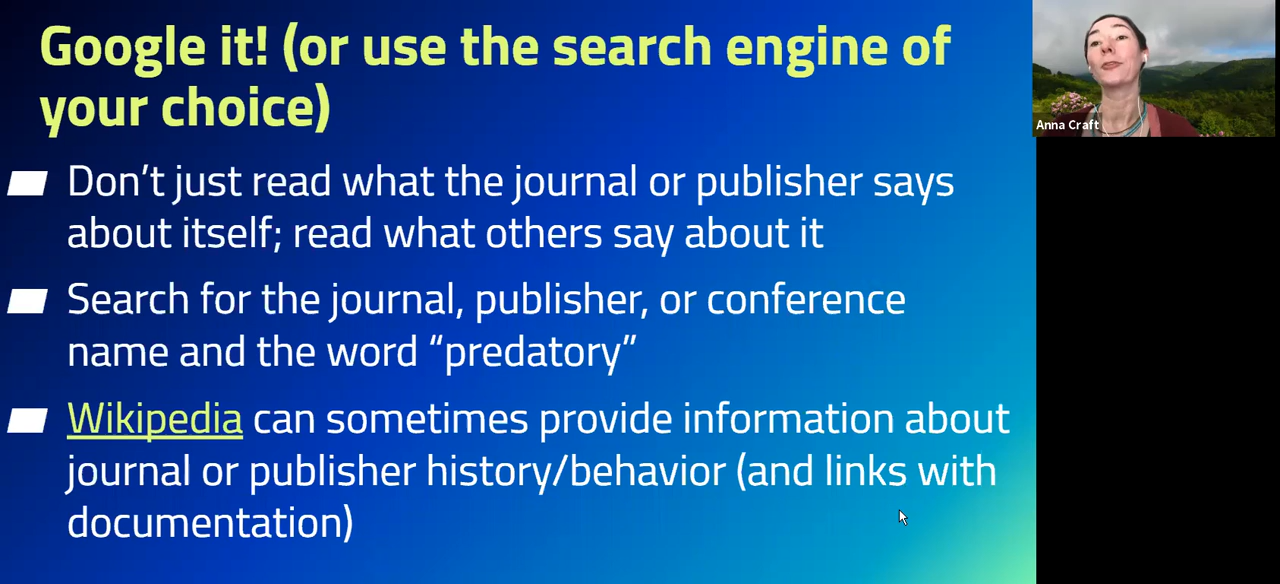 Google it! (or use the search engine of
your choice)
Don’t just read what the journal or publisher says
about itself; read what others say about it
Search for the journal, publisher, or conference
name and the word “predatory”
Wikipedia can sometimes provide information about
journal or publisher history/behavior (and links with
documentation)
Anna Craft